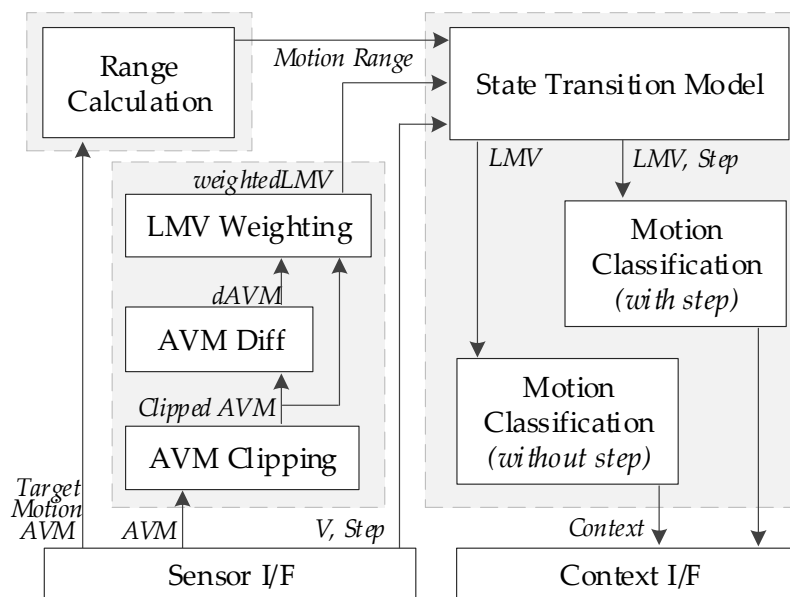 Range
Calculation
Motion Range
State Transition Model
LMV
LMV, Step
weightedLMV
LMV Weighting
Motion
Classification
(with step)
dAVM
AVM Diff
Clipped AVM
Motion
Classification
(without step)
AVM Clipping
Target
Motion
AVM
AVM
V, Step
Context
Sensor I/F
Context I/F